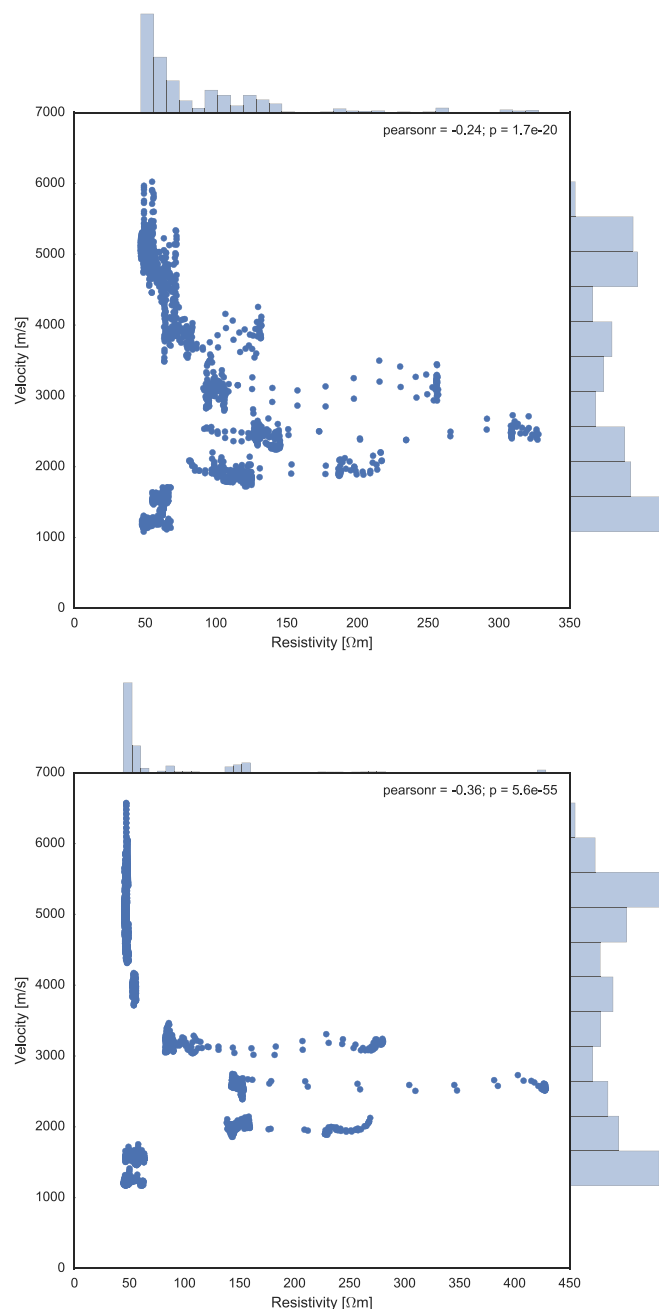 7000
pearsonr = -0.24; p = 1.7e-20
6000
5000
4000
Velocity [m/s]
3000
2000
1000
0
0 50 100 150 200 250 300 350
Resistivity [Ωm]
7000
pearsonr = -0.36; p = 5.6e-55
6000
5000
4000
Velocity [m/s]
3000
2000
1000
0
0 50 100 150 200 250 300 350 400 450
Resistivity [Ωm]